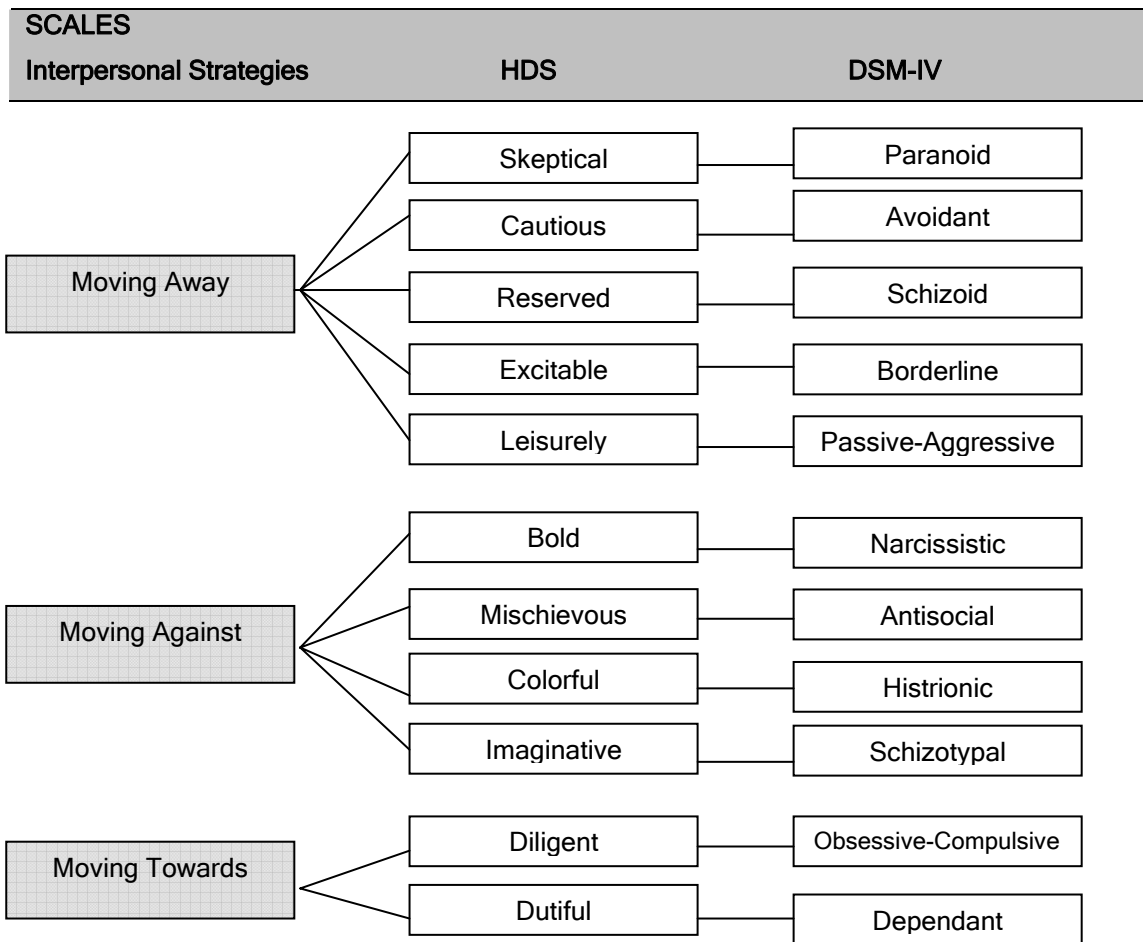 SCALES
Interpersonal Strategies HDS DSM-IV
Skeptical Paranoid
Cautious Avoidant
Moving Away
Reserved Schizoid
Excitable Borderline
Leisurely Passive-Aggressive
Bold Narcissistic
Mischievous Antisocial
Moving Against
Colorful Histrionic
Imaginative Schizotypal
Diligent Obsessive-Compulsive
Moving Towards
Dutiful Dependant